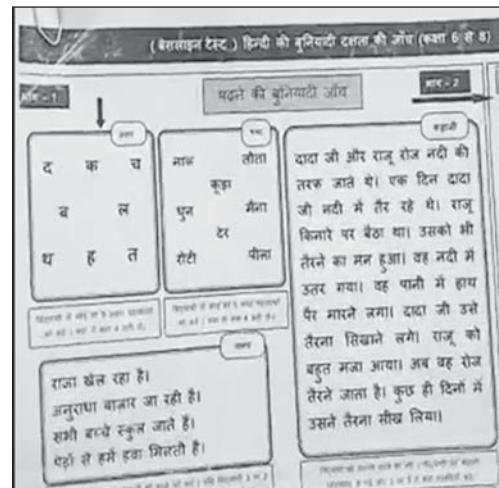 ( बेसलाइन टेस्ट ) हिन्दी की बुनियादी दक्षता की जाँच (कक्षा 6 से 8)
भाग - 1
पढ़ने की बुनियादी जाँच
भाग - 2
अक्षर
द क च
ब ल
थ ह त
शब्द
नाक तोता
कूड़ा
धुन मैना
देर
रोटी पीला
वाक्य
राजा खेल रहा है।
अनुराधा बाजार जा रही है।
सभी बच्चे स्कूल जाते हैं।
पेड़ों से हमें हवा मिलती है।
कहानी
दादा जी और राजू रोज नदी की
तरफ जाते थे। एक दिन दादा
जी नदी में तैर रहे थे। राजू
किनारे पर बैठा था। उसको भी
तैरने का मन हुआ। वह नदी में
उतर गया। वह पानी में हाथ
पैर मारने लगा। दादा जी उसे
तैरना सिखाने लगे। राजू को
बहुत मजा आया। अब वह रोज
तैरने जाता है। कुछ ही दिनों में
उसने तैरना सीख लिया।